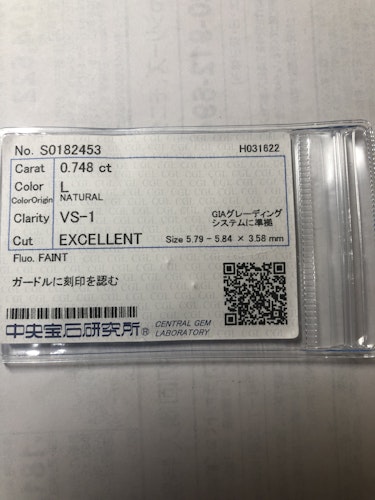 No. S0182453 H031622
Carat 0.748 ct
Color L
ColorOrigin NATURAL
Clarity VS-1 GIAグレーディング
システムに準拠
Cut EXCELLENT Size 5.79 - 5.84 × 3.58 mm
Fluo. FAINT
ガードルに刻印を認む
中央宝石研究所® CENTRAL GEM
LABORATORY